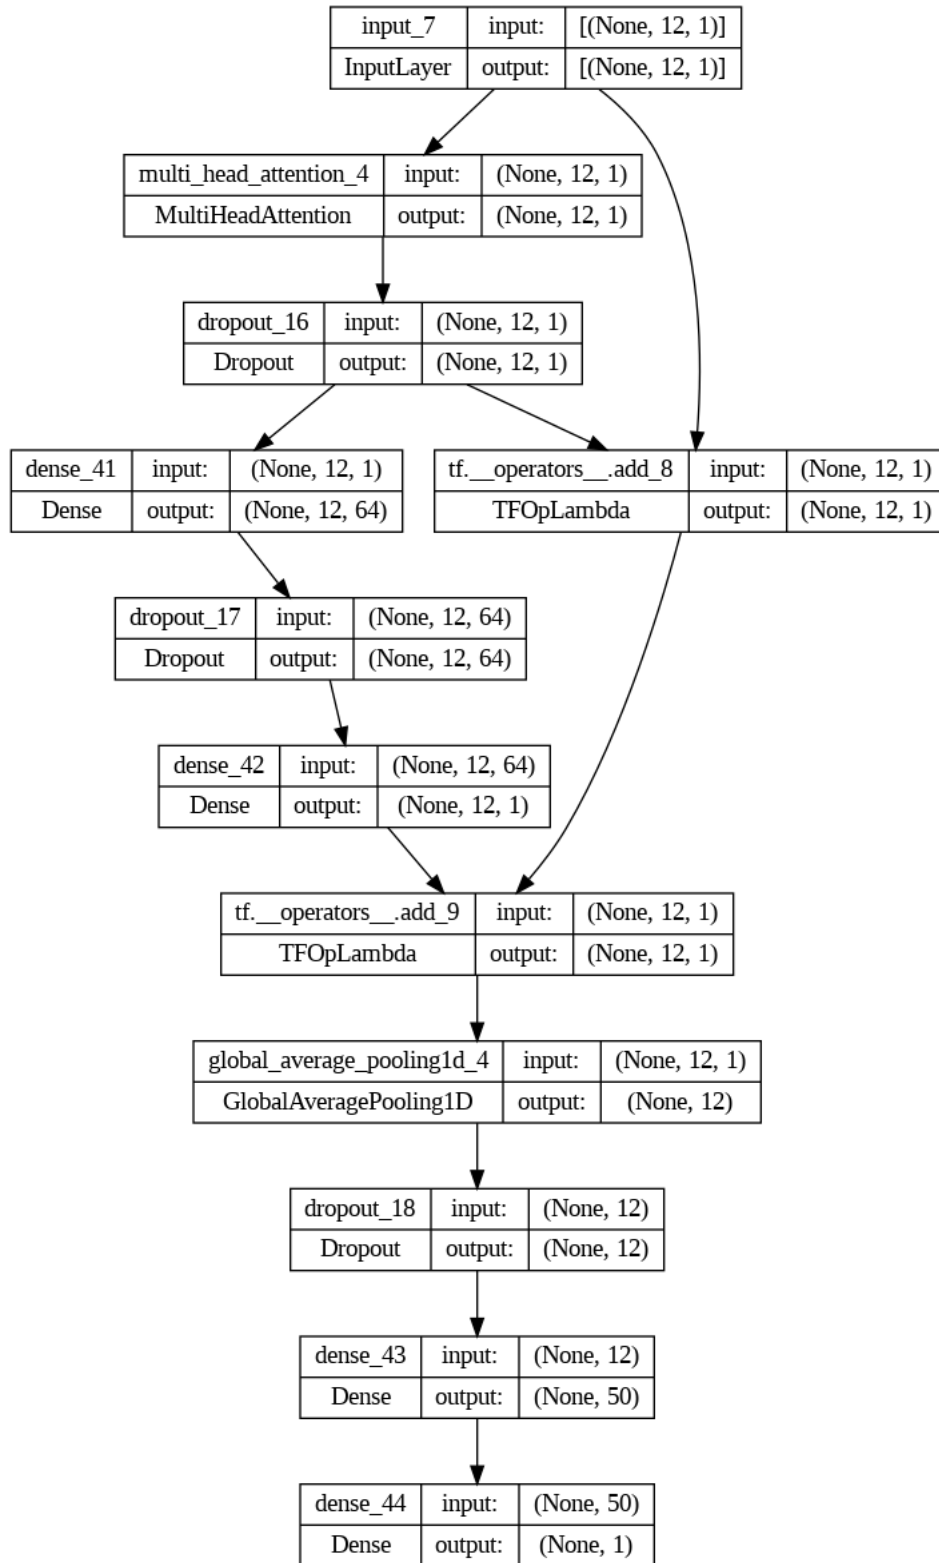 input_7 input: [(None, 12, 1)]
InputLayer output: [(None, 12, 1)]
multi_head_attention_4 input: (None, 12, 1)
MultiHeadAttention output: (None, 12, 1)
dropout_16 input: (None, 12, 1)
Dropout output: (None, 12, 1)
dense_41 input: (None, 12, 1)
Dense output: (None, 12, 64)
tf.__operators__.add_8 input: (None, 12, 1)
TFOpLambda output: (None, 12, 1)
dropout_17 input: (None, 12, 64)
Dropout output: (None, 12, 64)
dense_42 input: (None, 12, 64)
Dense output: (None, 12, 1)
tf.__operators__.add_9 input: (None, 12, 1)
TFOpLambda output: (None, 12, 1)
global_average_pooling1d_4 input: (None, 12, 1)
GlobalAveragePooling1D output: (None, 12)
dropout_18 input: (None, 12)
Dropout output: (None, 12)
dense_43 input: (None, 12)
Dense output: (None, 50)
dense_44 input: (None, 50)
Dense output: (None, 1)